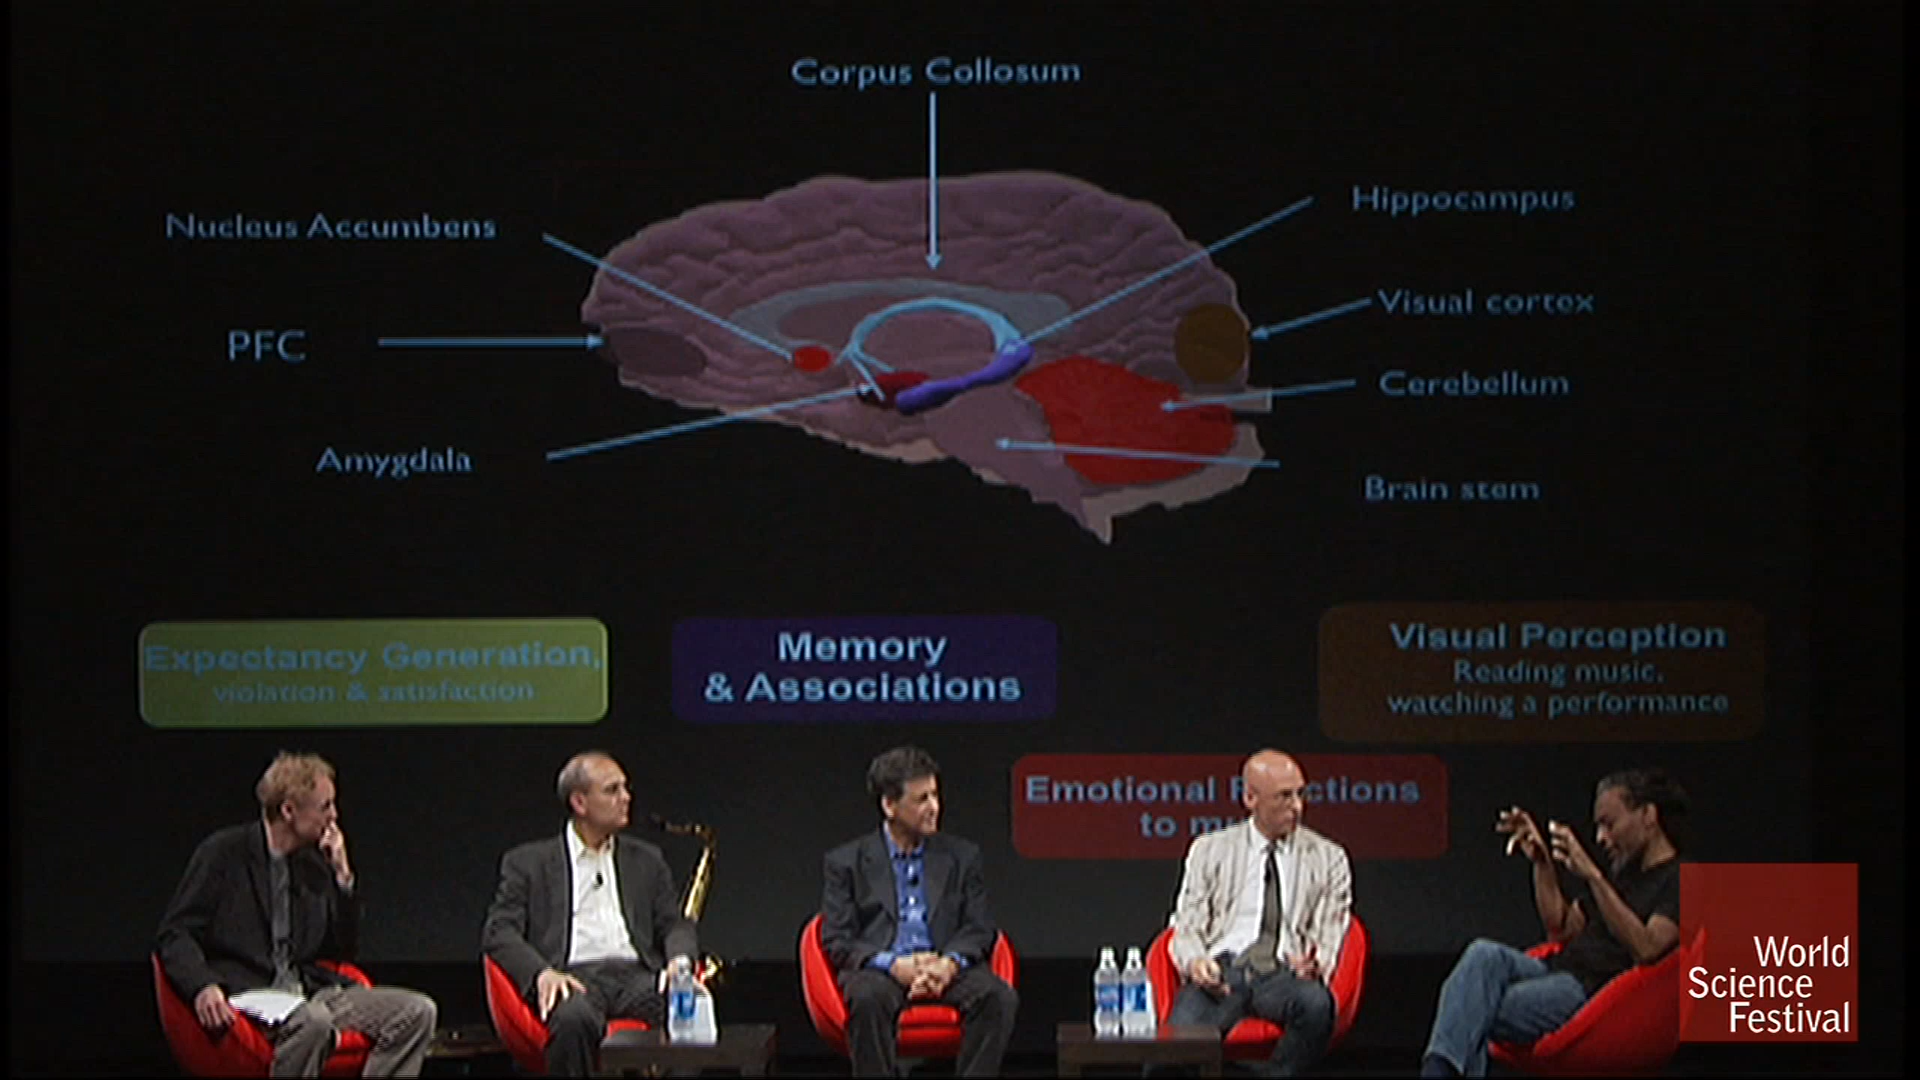 Corpus Collosum
Nucleus Accumbens
Hippocampus
Visual cortex
PFC
Cerebellum
Amygdala
Brain stem
Expectancy Generation,
violation & satisfaction
Memory
& Associations
Visual Perception
Reading music,
watching a performance
Emotional
to
World
Science
Festival